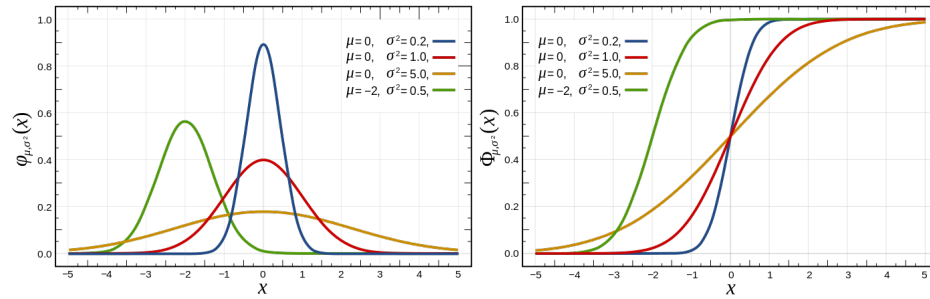 1.0
0.8
0.6
0.4
0.2
0.0
φμ,σ²(x)
μ= 0, σ²= 0.2,
μ= 0, σ²= 1.0,
μ= 0, σ²= 5.0,
μ= −2, σ²= 0.5,
−5 −4 −3 −2 −1 0 1 2 3 4 5
x
1.0
0.8
0.6
0.4
0.2
0.0
Φμ,σ²(x)
μ= 0, σ²= 0.2,
μ= 0, σ²= 1.0,
μ= 0, σ²= 5.0,
μ= −2, σ²= 0.5,
−5 −4 −3 −2 −1 0 1 2 3 4 5
x